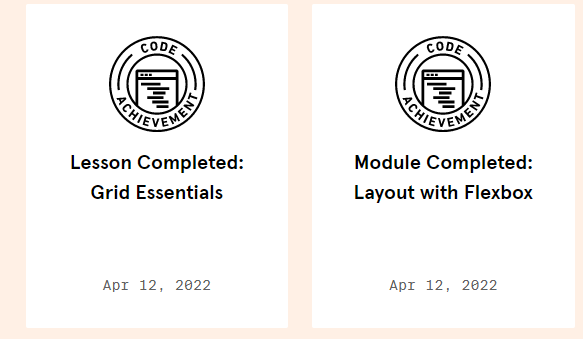 CODE
ACHIEVEMENT
Lesson Completed:
Grid Essentials
Apr 12, 2022
CODE
ACHIEVEMENT
Module Completed:
Layout with Flexbox
Apr 12, 2022